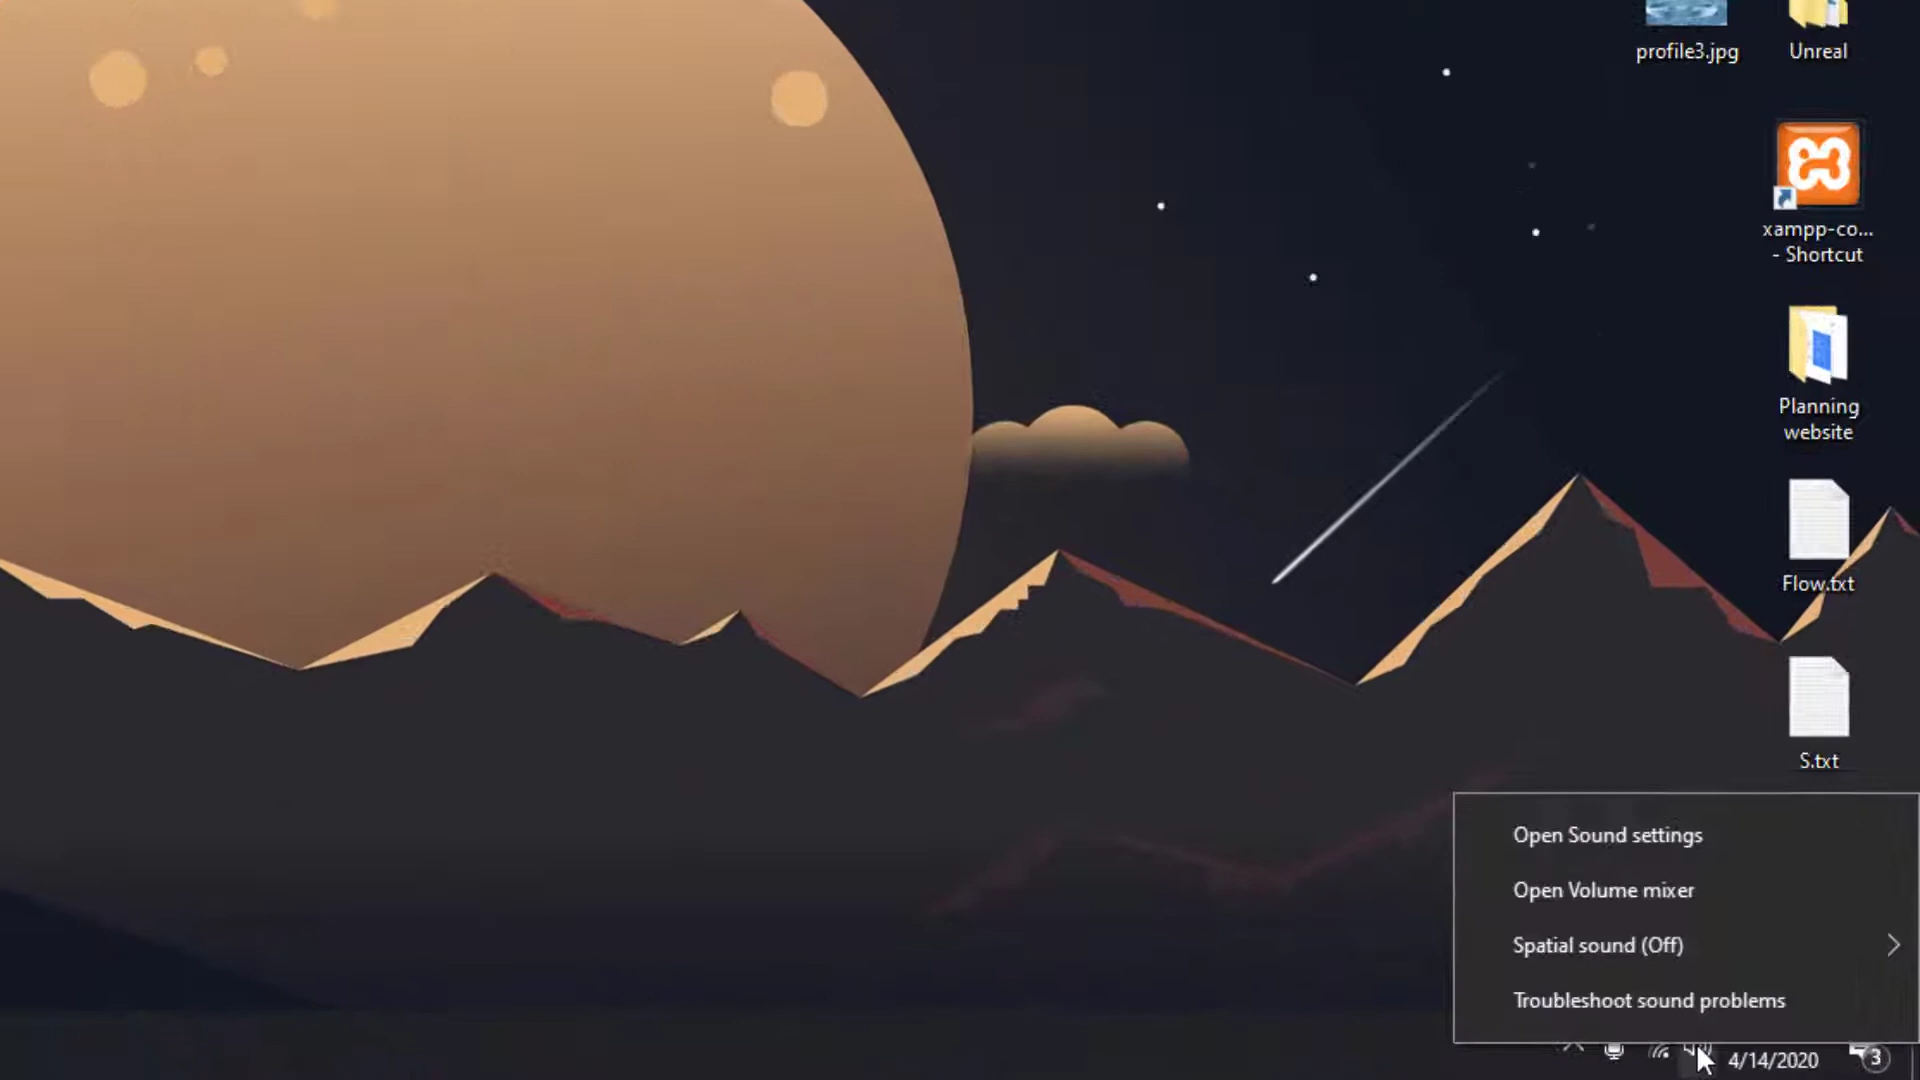 profile3.jpg
Unreal
xampp-co...
- Shortcut
Planning
website
Flow.txt
S.txt
Open Sound settings
Open Volume mixer
Spatial sound (Off)
Troubleshoot sound problems
4/14/2020
3